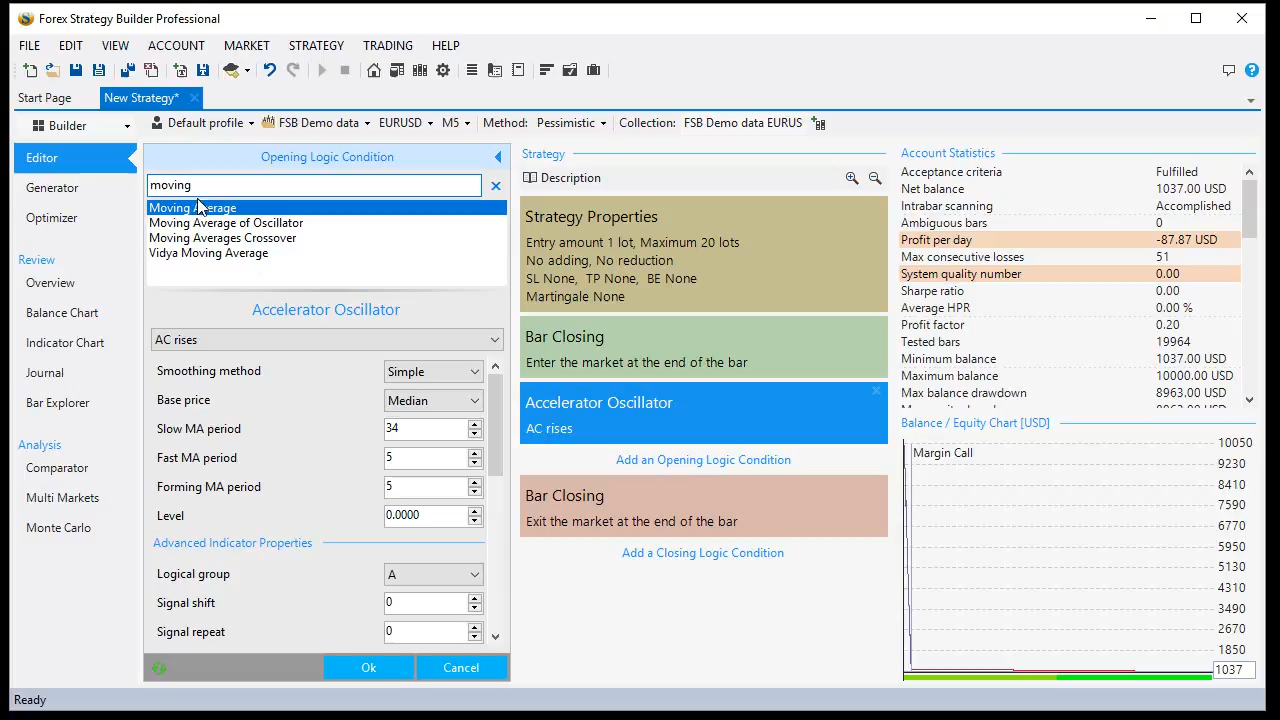 Forex Strategy Builder Professional
FILE EDIT VIEW ACCOUNT MARKET STRATEGY TRADING HELP
Start Page New Strategy*
Builder Default profile FSB Demo data EURUSD M5 Method: Pessimistic Collection: FSB Demo data EURUS
Editor
Generator
Optimizer
Review
Overview
Balance Chart
Indicator Chart
Journal
Bar Explorer
Analysis
Comparator
Multi Markets
Monte Carlo
Opening Logic Condition
moving
Moving Average
Moving Average of Oscillator
Moving Averages Crossover
Vidya Moving Average
Accelerator Oscillator
AC rises
Smoothing method Simple
Base price Median
Slow MA period 34
Fast MA period 5
Forming MA period 5
Level 0.0000
Advanced Indicator Properties
Logical group A
Signal shift 0
Signal repeat 0
Ok Cancel
Strategy
Description
Strategy Properties
Entry amount 1 lot, Maximum 20 lots
No adding, No reduction
SL None, TP None, BE None
Martingale None
Bar Closing
Enter the market at the end of the bar
Accelerator Oscillator
AC rises
Add an Opening Logic Condition
Bar Closing
Exit the market at the end of the bar
Add a Closing Logic Condition
Account Statistics
Acceptance criteria Fulfilled
Net balance 1037.00 USD
Intrabar scanning Accomplished
Ambiguous bars 0
Profit per day -87.87 USD
Max consecutive losses 51
System quality number 0.00
Sharpe ratio 0.00
Average HPR 0.00 %
Profit factor 0.20
Tested bars 19964
Minimum balance 1037.00 USD
Maximum balance 10000.00 USD
Max balance drawdown 8963.00 USD
Balance / Equity Chart [USD]
Margin Call
10050
9230
8410
7590
6770
5950
5130
4310
3490
2670
1850
1037
Ready